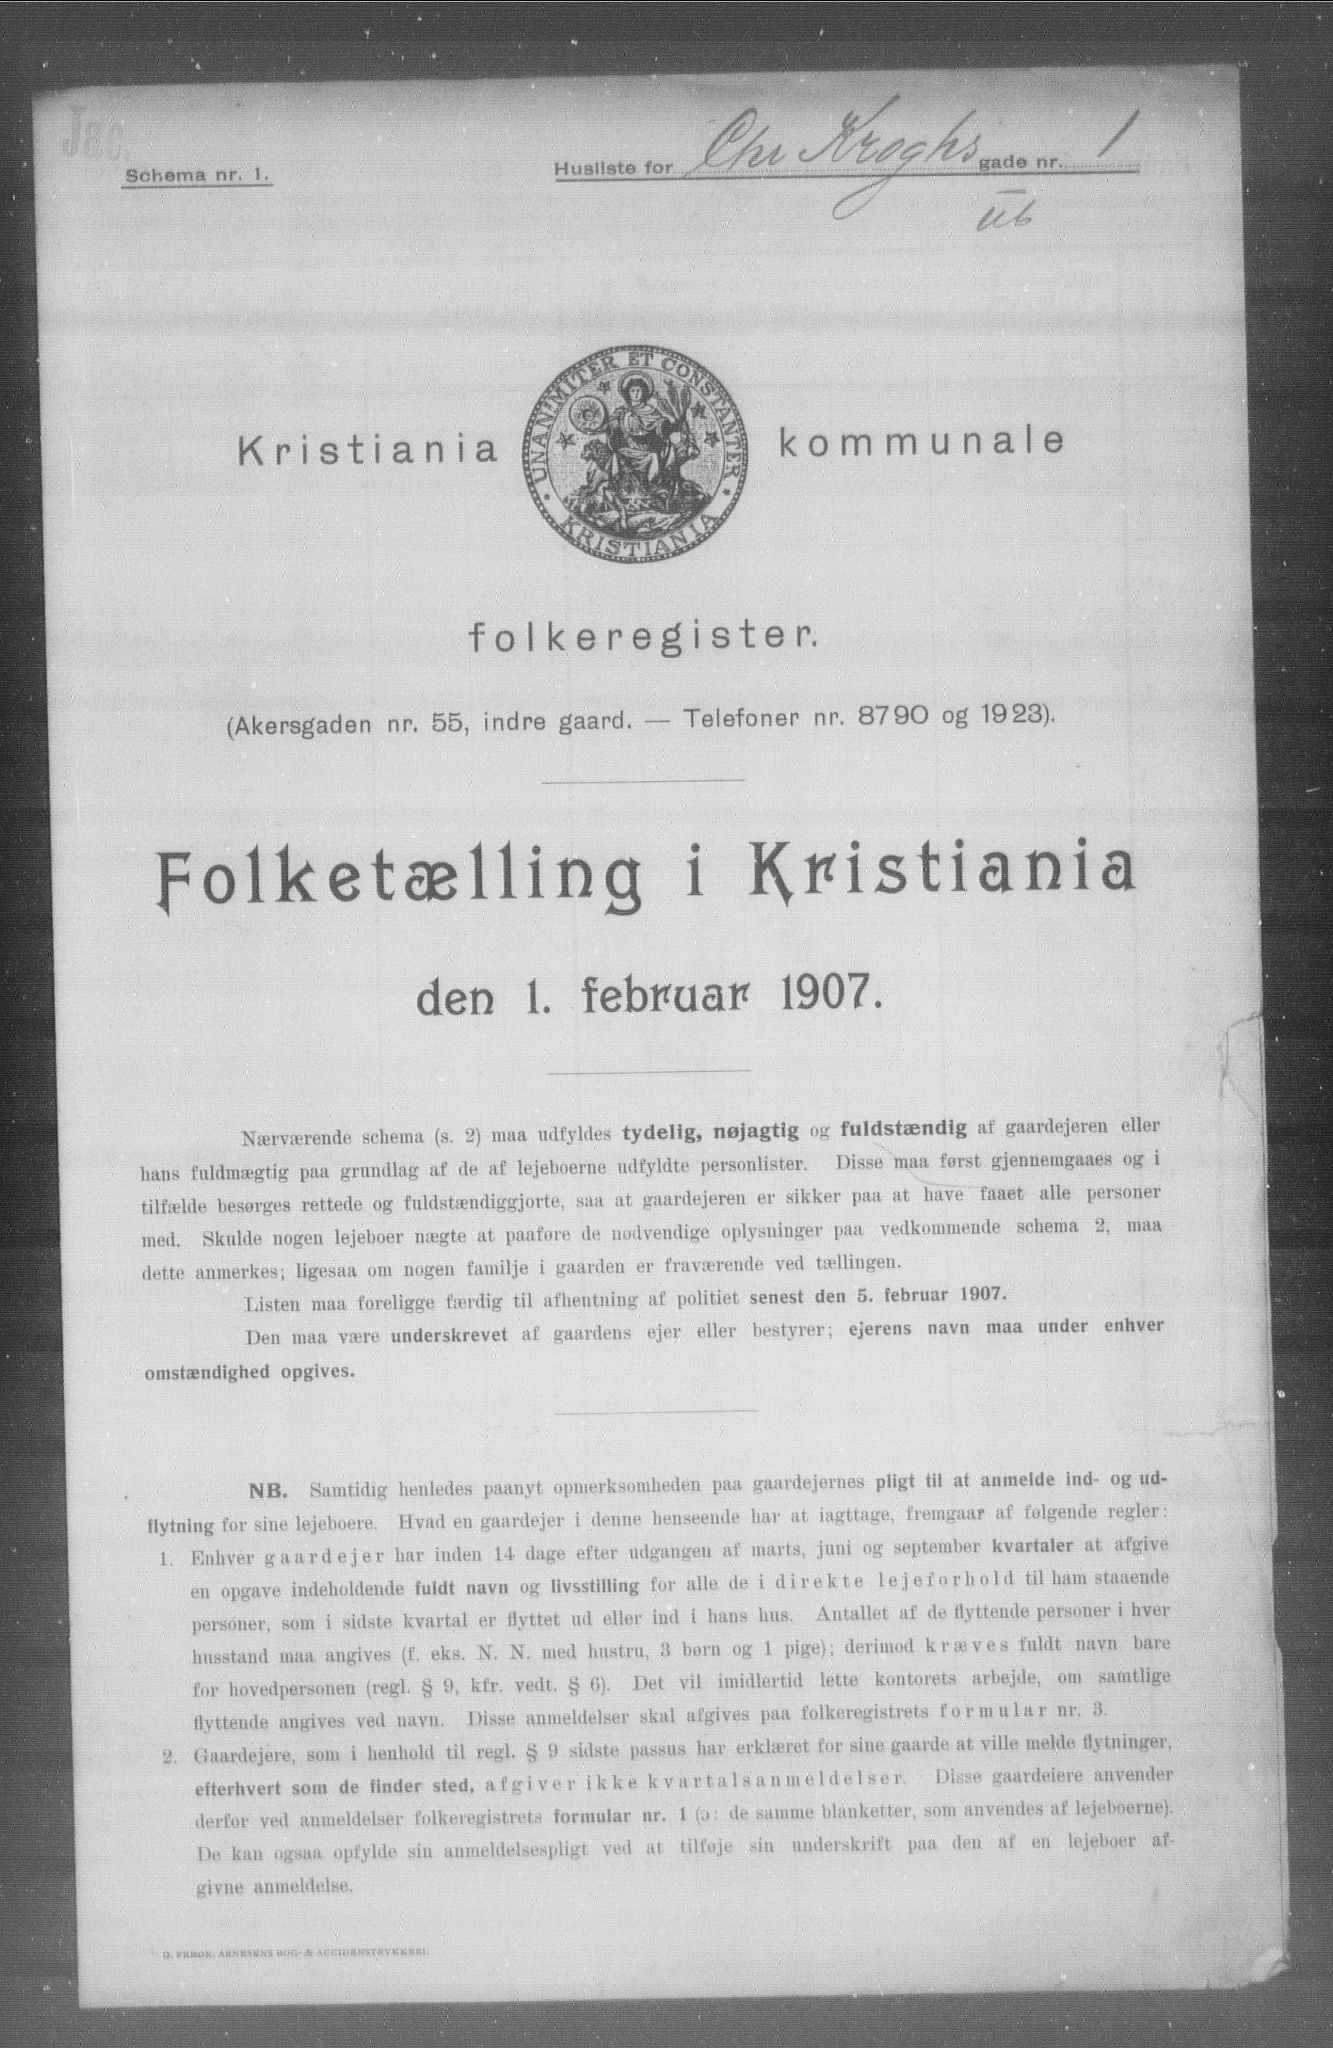 Jac.
Schema nr. 1.
Husliste for Chr Kroghs gade nr. 1
ub
UNANIMITER ET CONSTANTER
KRISTIANIA
Kristiania kommunale
folkeregister.
(Akersgaden nr. 55, indre gaard. — Telefoner nr. 8790 og 1923).
Folketælling i Kristiania
den 1. februar 1907.
Nærværende schema (s. 2) maa udfyldes tydelig, nøjagtig og fuldstændig af gaardejeren eller
hans fuldmægtig paa grundlag af de af lejeboerne udfyldte personlister. Disse maa først gjennemgaaes og i
tilfælde besørges rettede og fuldstændiggjorte, saa at gaardejeren er sikker paa at have faaet alle personer
med. Skulde nogen lejeboer nægte at paaføre de nødvendige oplysninger paa vedkommende schema 2, maa
dette anmerkes; ligesaa om nogen familje i gaarden er fraværende ved tællingen.
Listen maa foreligge færdig til afhentning af politiet senest den 5. februar 1907.
Den maa være underskrevet af gaardens ejer eller bestyrer; ejerens navn maa under enhver
omstændighed opgives.
NB. Samtidig henledes paanyt opmerksomheden paa gaardejernes pligt til at anmelde ind- og ud-
flytning for sine lejeboere. Hvad en gaardejer i denne henseende har at iagttage, fremgaar af følgende regler:
1. Enhver gaardejer har inden 14 dage efter udgangen af marts, juni og september kvartaler at afgive
en opgave indeholdende fuldt navn og livsstilling for alle de i direkte lejeforhold til ham staaende
personer, som i sidste kvartal er flyttet ud eller ind i hans hus. Antallet af de flyttende personer i hver
husstand maa angives (f. eks. N. N. med hustru, 3 børn og 1 pige); derimod kræves fuldt navn bare
for hovedpersonen (regl. § 9, kfr. vedt. § 6). Det vil imidlertid lette kontorets arbejde, om samtlige
flyttende angives ved navn. Disse anmeldelser skal afgives paa folkeregistrets formular nr. 3.
2. Gaardejere, som i henhold til regl. § 9 sidste passus har erklæret for sine gaarde at ville melde flytninger,
efterhvert som de finder sted, afgiver ikke kvartalsanmeldelser. Disse gaardeiere anvender
derfor ved anmeldelser folkeregistrets formular nr. 1 (ɔ: de samme blanketter, som anvendes af lejeboerne).
De kan ogsaa opfylde sin anmeldelsespligt ved at tilføje sin underskrift paa den af en lejeboer af-
givne anmeldelse.
O. FREDR. ARNESENS BOG- & ACCIDENSTRYKKERI.